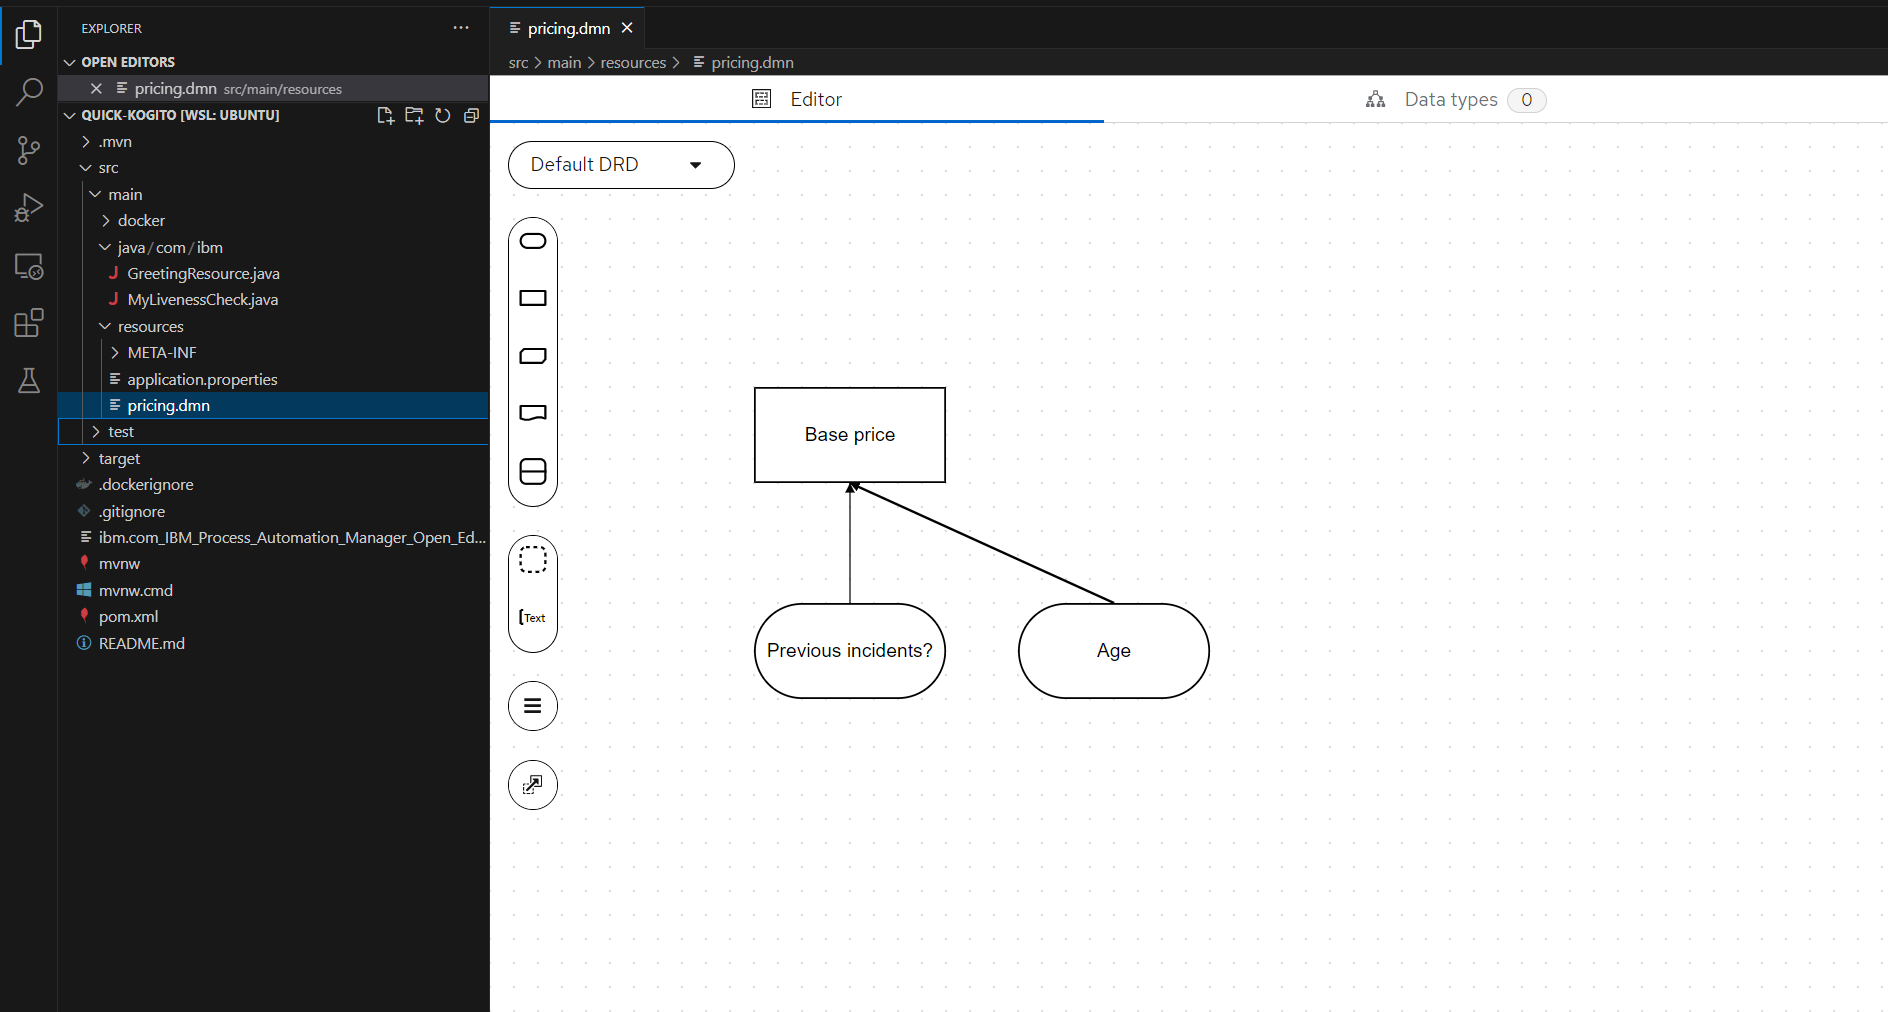 EXPLORER
OPEN EDITORS
pricing.dmn src/main/resources
QUICK-KOGITO [WSL: UBUNTU]
.mvn
src
main
docker
java/com/ibm
GreetingResource.java
MyLivenessCheck.java
resources
META-INF
application.properties
pricing.dmn
test
target
.dockerignore
.gitignore
ibm.com_IBM_Process_Automation_Manager_Open_Ed...
mvnw
mvnw.cmd
pom.xml
README.md
pricing.dmn
src > main > resources > pricing.dmn
Editor
Data types 0
Default DRD
Text
Base price
Previous incidents?
Age